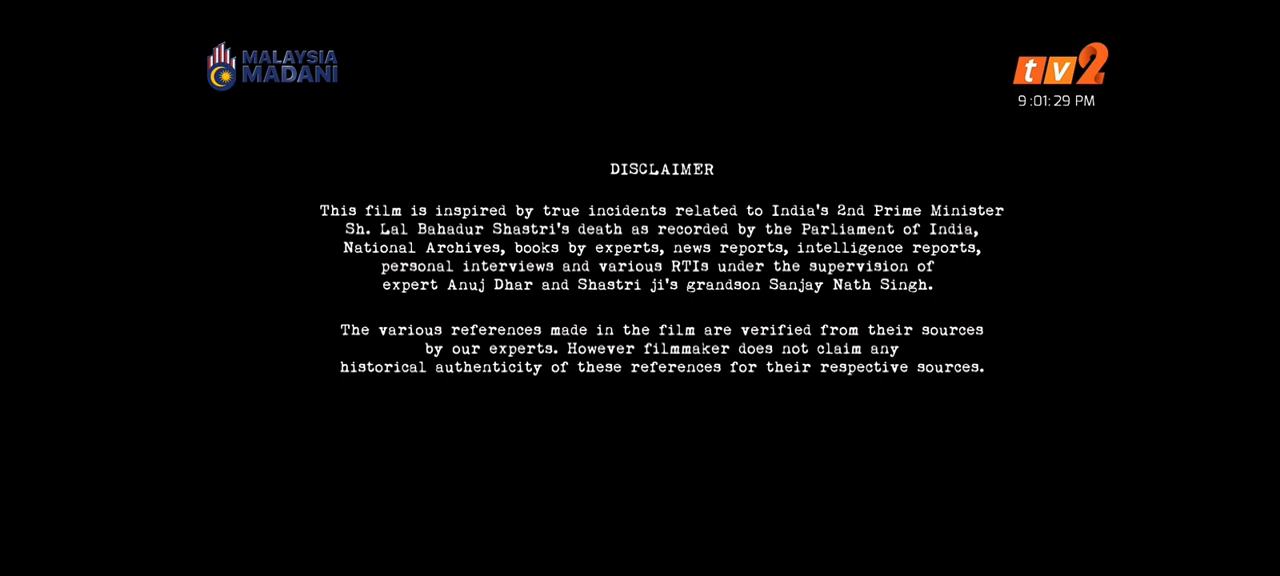 MALAYSIA
MADANI
tv2
9:01:29 PM
DISCLAIMER
This film is inspired by true incidents related to India's 2nd Prime Minister
Sh. Lal Bahadur Shastri's death as recorded by the Parliament of India,
National Archives, books by experts, news reports, intelligence reports,
personal interviews and various RTIs under the supervision of
expert Anuj Dhar and Shastri ji's grandson Sanjay Nath Singh.
The various references made in the film are verified from their sources
by our experts. However filmmaker does not claim any
historical authenticity of these references for their respective sources.